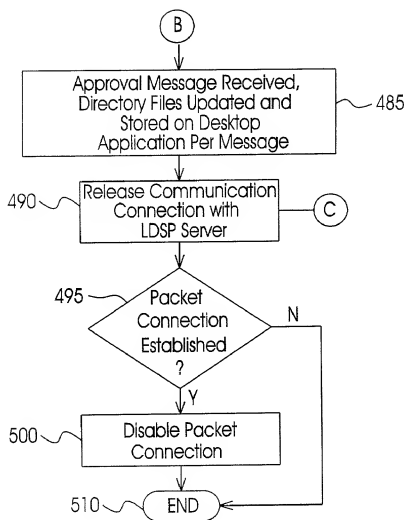 B
Approval Message Received,
Directory Files Updated and
Stored on Desktop
Application Per Message
485
490
Release Communication
Connection with
LDSP Server
C
495
Packet
Connection
Established
?
N
Y
500
Disable Packet
Connection
510
END